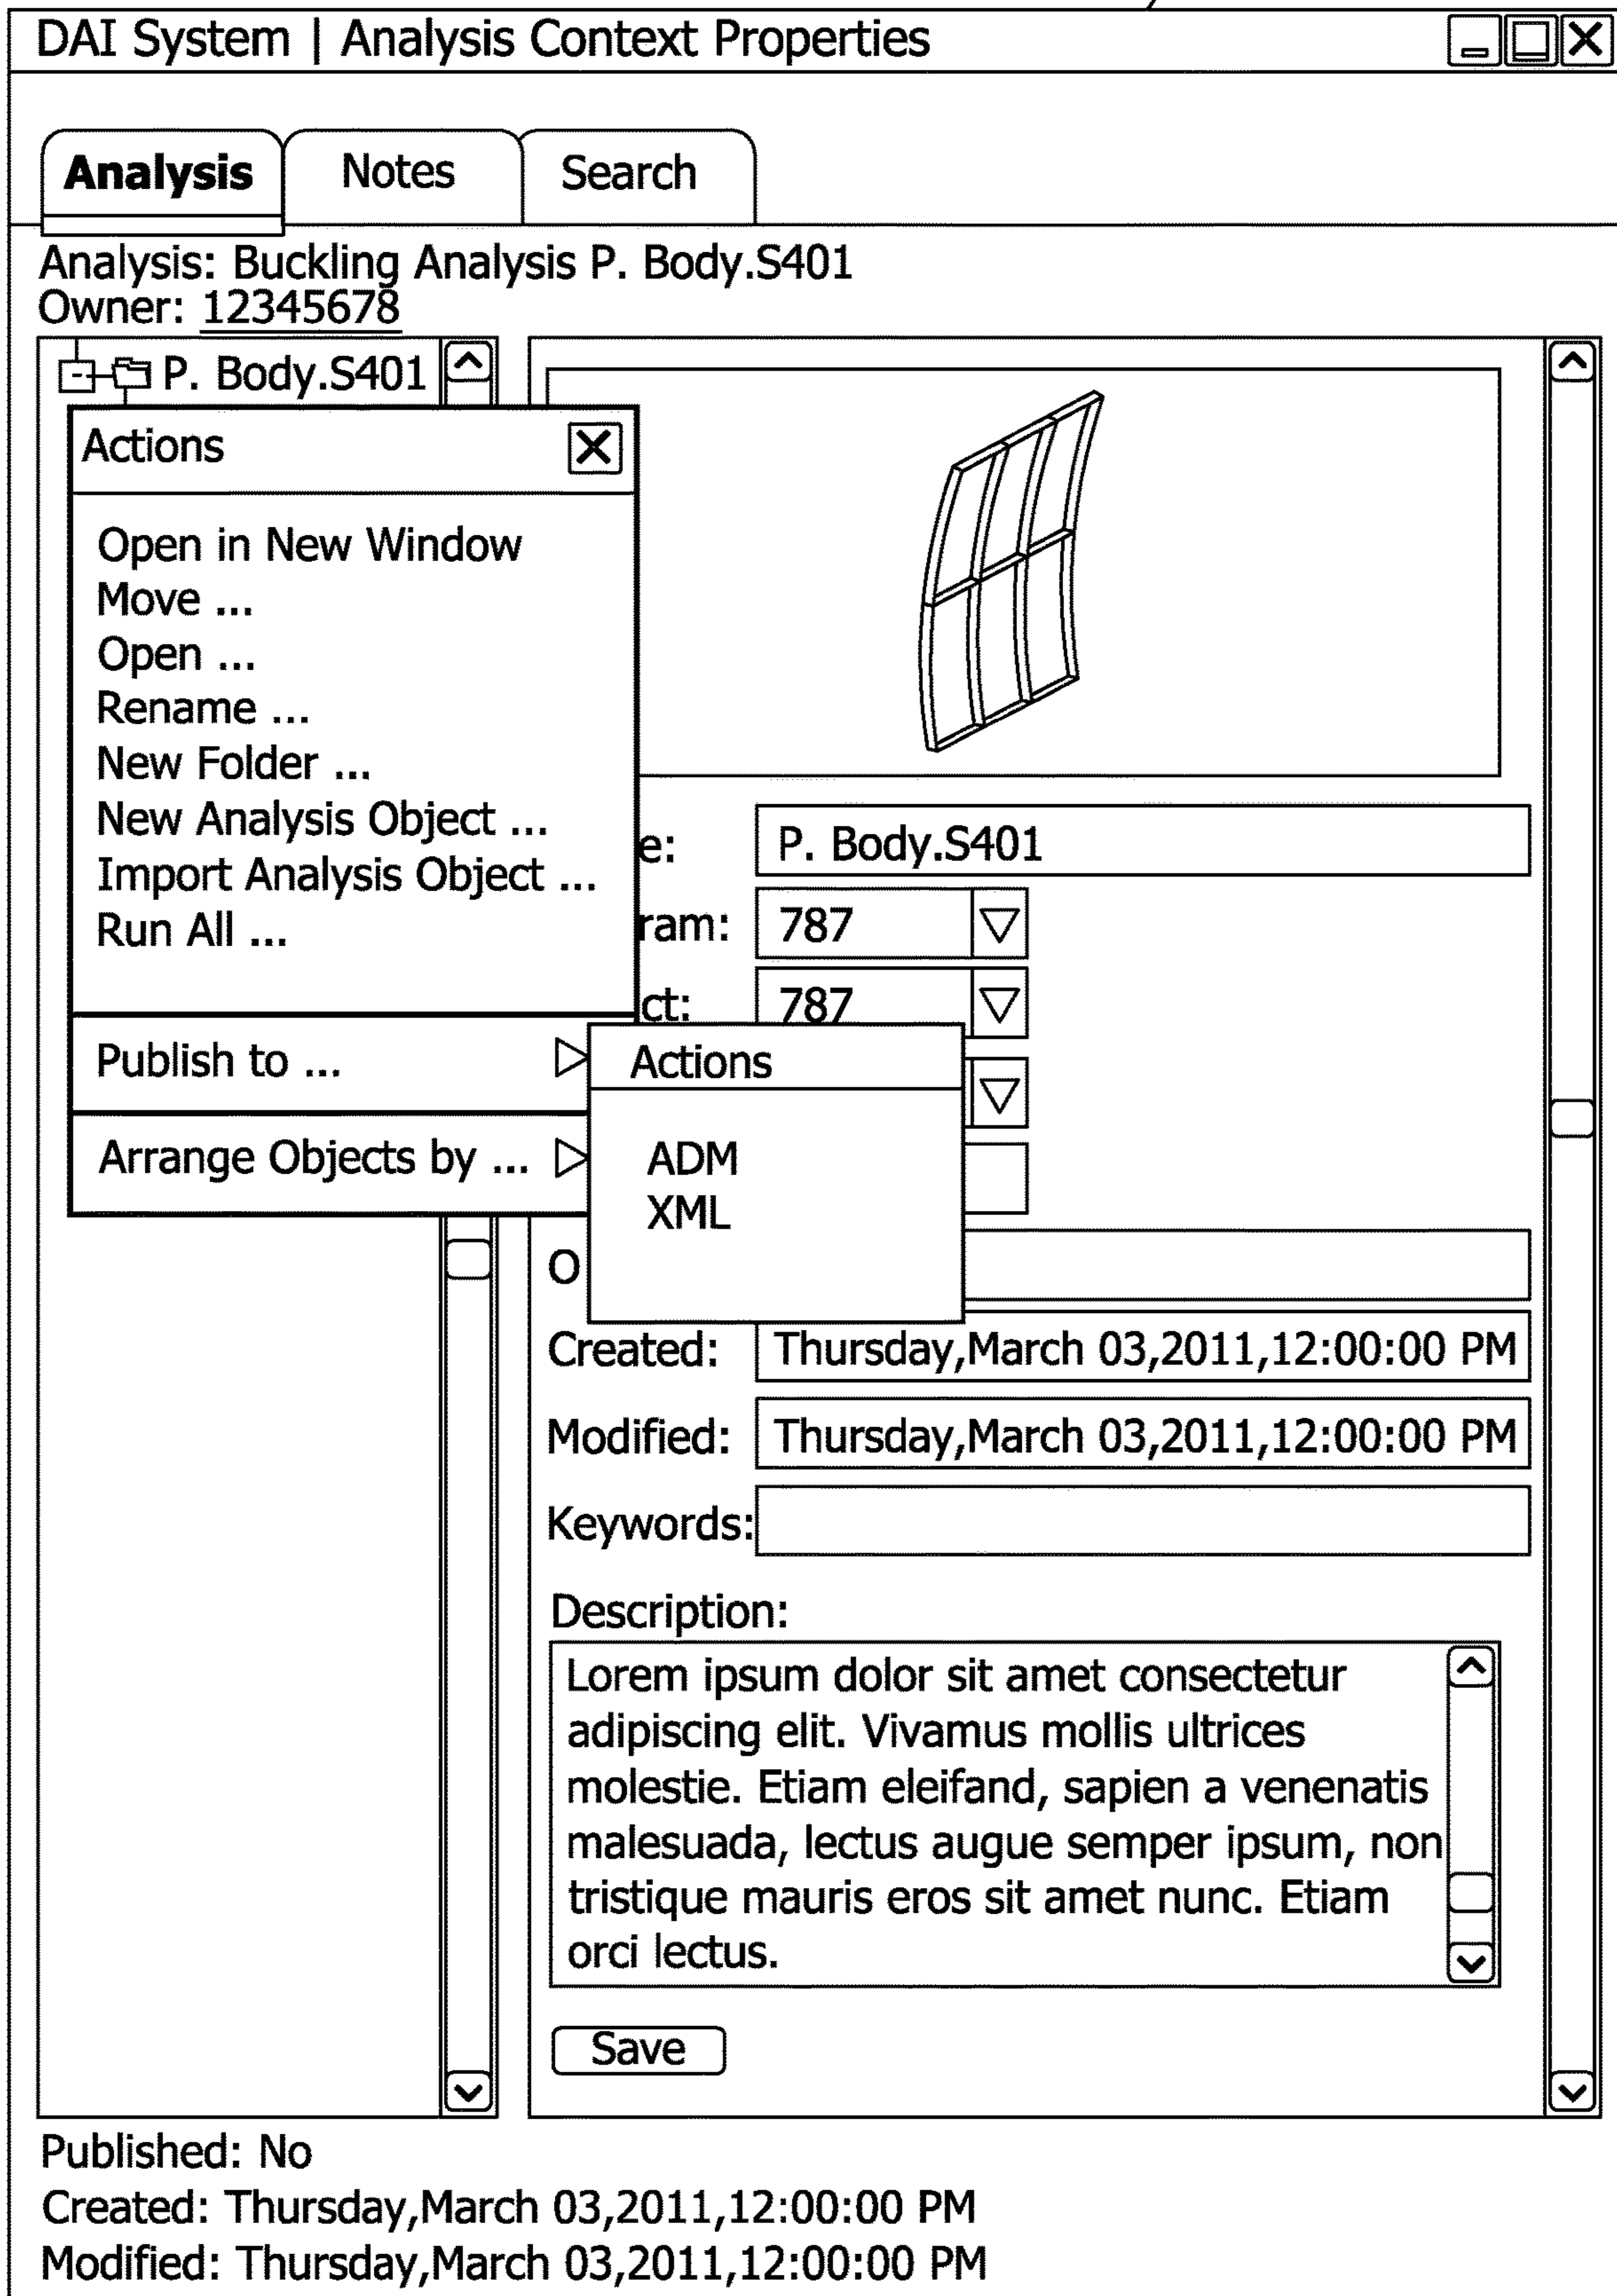 DAI System | Analysis Context Properties
Analysis Notes Search
Analysis: Buckling Analysis P. Body.S401
Owner: 12345678
P. Body.S401
Actions
Open in New Window
Move ...
Open ...
Rename ...
New Folder ...
New Analysis Object ...
Import Analysis Object ...
Run All ...
Publish to ...
Arrange Objects by ...
Actions
ADM
XML
e: P. Body.S401
ram: 787
ct: 787
O
Created: Thursday,March 03,2011,12:00:00 PM
Modified: Thursday,March 03,2011,12:00:00 PM
Keywords:
Description:
Lorem ipsum dolor sit amet consectetur
adipiscing elit. Vivamus mollis ultrices
molestie. Etiam eleifand, sapien a venenatis
malesuada, lectus augue semper ipsum, non
tristique mauris eros sit amet nunc. Etiam
orci lectus.
Save
Published: No
Created: Thursday,March 03,2011,12:00:00 PM
Modified: Thursday,March 03,2011,12:00:00 PM